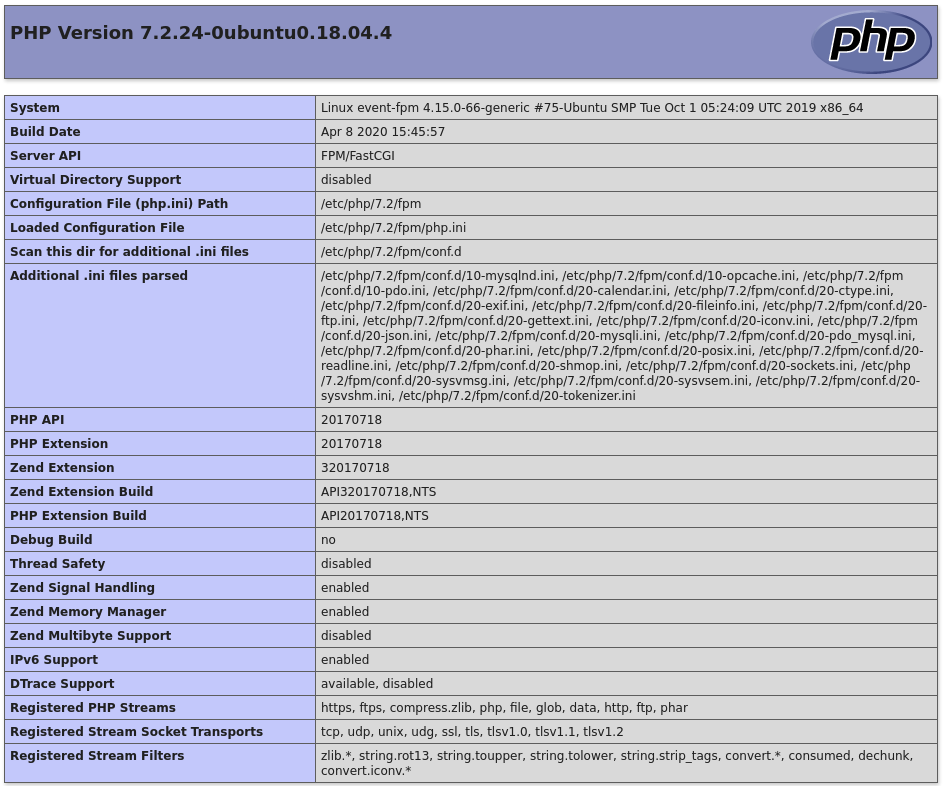 PHP Version 7.2.24-0ubuntu0.18.04.4
php
System Linux event-fpm 4.15.0-66-generic #75-Ubuntu SMP Tue Oct 1 05:24:09 UTC 2019 x86_64
Build Date Apr 8 2020 15:45:57
Server API FPM/FastCGI
Virtual Directory Support disabled
Configuration File (php.ini) Path /etc/php/7.2/fpm
Loaded Configuration File /etc/php/7.2/fpm/php.ini
Scan this dir for additional .ini files /etc/php/7.2/fpm/conf.d
Additional .ini files parsed /etc/php/7.2/fpm/conf.d/10-mysqlnd.ini, /etc/php/7.2/fpm/conf.d/10-opcache.ini, /etc/php/7.2/fpm
/conf.d/10-pdo.ini, /etc/php/7.2/fpm/conf.d/20-calendar.ini, /etc/php/7.2/fpm/conf.d/20-ctype.ini,
/etc/php/7.2/fpm/conf.d/20-exif.ini, /etc/php/7.2/fpm/conf.d/20-fileinfo.ini, /etc/php/7.2/fpm/conf.d/20-
ftp.ini, /etc/php/7.2/fpm/conf.d/20-gettext.ini, /etc/php/7.2/fpm/conf.d/20-iconv.ini, /etc/php/7.2/fpm
/conf.d/20-json.ini, /etc/php/7.2/fpm/conf.d/20-mysqli.ini, /etc/php/7.2/fpm/conf.d/20-pdo_mysql.ini,
/etc/php/7.2/fpm/conf.d/20-phar.ini, /etc/php/7.2/fpm/conf.d/20-posix.ini, /etc/php/7.2/fpm/conf.d/20-
readline.ini, /etc/php/7.2/fpm/conf.d/20-shmop.ini, /etc/php/7.2/fpm/conf.d/20-sockets.ini, /etc/php
/7.2/fpm/conf.d/20-sysvmsg.ini, /etc/php/7.2/fpm/conf.d/20-sysvsem.ini, /etc/php/7.2/fpm/conf.d/20-
sysvshm.ini, /etc/php/7.2/fpm/conf.d/20-tokenizer.ini
PHP API 20170718
PHP Extension 20170718
Zend Extension 320170718
Zend Extension Build API320170718,NTS
PHP Extension Build API20170718,NTS
Debug Build no
Thread Safety disabled
Zend Signal Handling enabled
Zend Memory Manager enabled
Zend Multibyte Support disabled
IPv6 Support enabled
DTrace Support available, disabled
Registered PHP Streams https, ftps, compress.zlib, php, file, glob, data, http, ftp, phar
Registered Stream Socket Transports tcp, udp, unix, udg, ssl, tls, tlsv1.0, tlsv1.1, tlsv1.2
Registered Stream Filters zlib.*, string.rot13, string.toupper, string.tolower, string.strip_tags, convert.*, consumed, dechunk,
convert.iconv.*